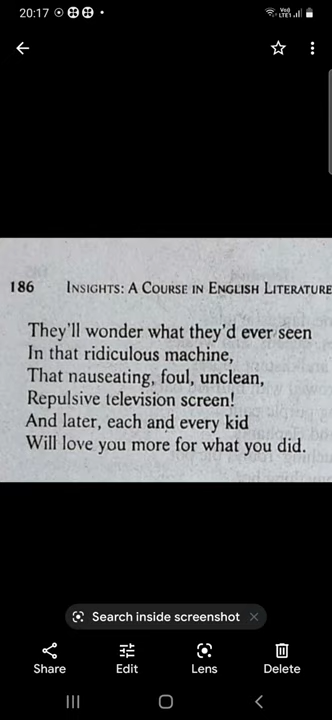 20:17
186 INSIGHTS: A COURSE IN ENGLISH LITERATURE
They'll wonder what they'd ever seen
In that ridiculous machine,
That nauseating, foul, unclean,
Repulsive television screen!
And later, each and every kid
Will love you more for what you did.
Search inside screenshot
Share Edit Lens Delete